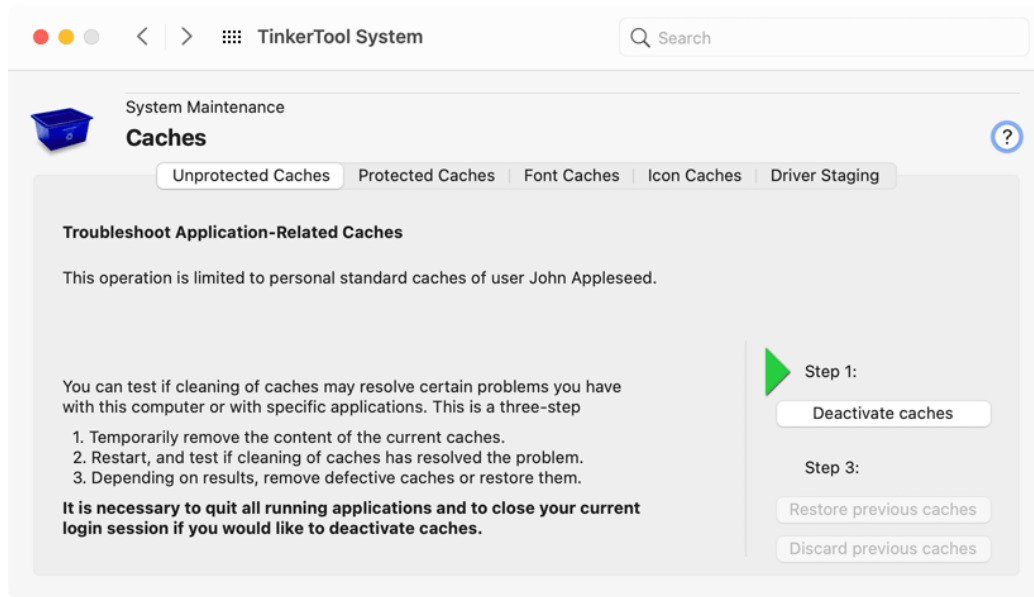 TinkerTool System
Search
System Maintenance
Caches
?
Unprotected Caches
Protected Caches
Font Caches
Icon Caches
Driver Staging
Troubleshoot Application-Related Caches
This operation is limited to personal standard caches of user John Appleseed.
You can test if cleaning of caches may resolve certain problems you have
with this computer or with specific applications. This is a three-step
1. Temporarily remove the content of the current caches.
2. Restart, and test if cleaning of caches has resolved the problem.
3. Depending on results, remove defective caches or restore them.
It is necessary to quit all running applications and to close your current
login session if you would like to deactivate caches.
Step 1:
Deactivate caches
Step 3:
Restore previous caches
Discard previous caches